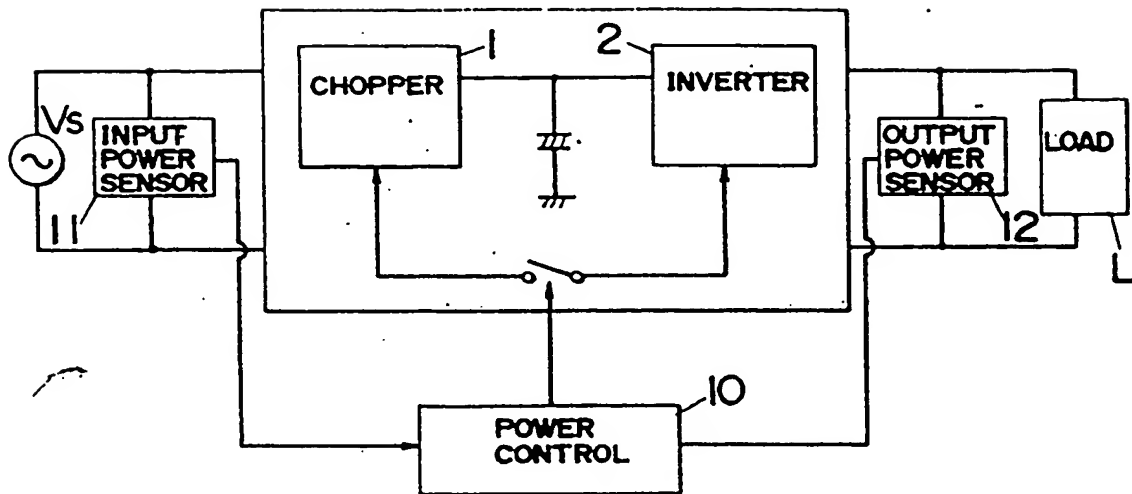 1
2
CHOPPER
INVERTER
Vs
INPUT
POWER
SENSOR
11
OUTPUT
POWER
SENSOR
12
LOAD
L
10
POWER
CONTROL